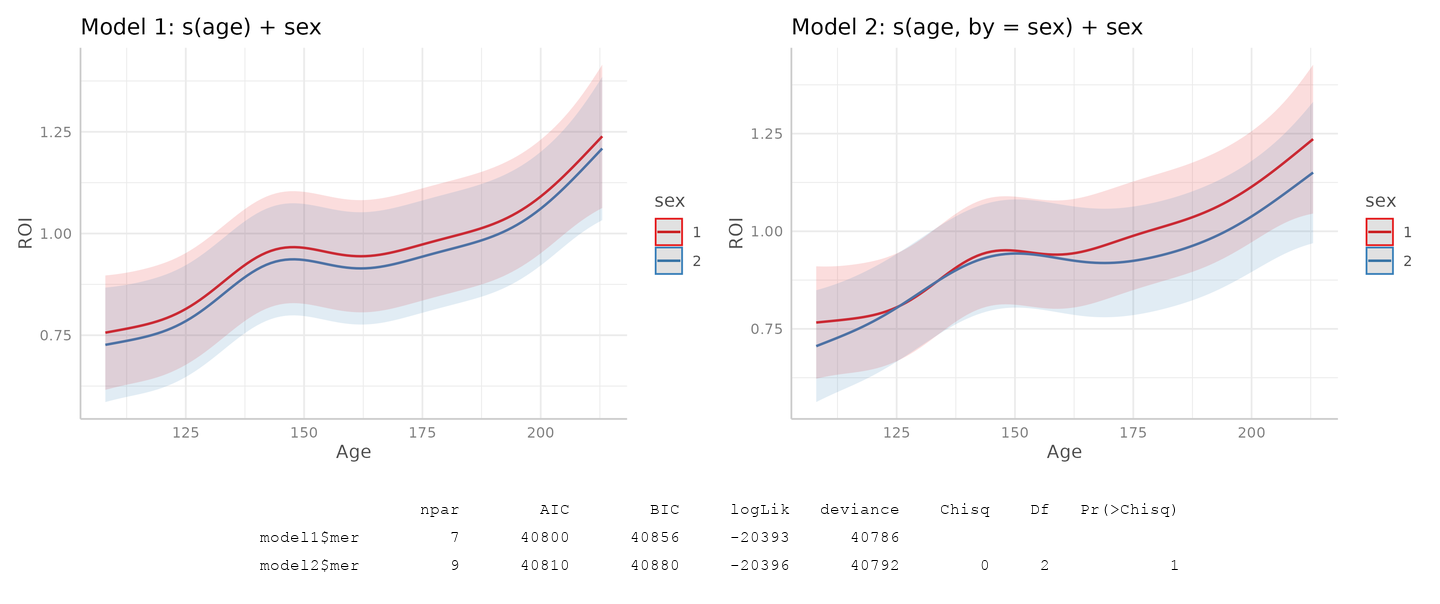 Model 1: s(age) + sex
1.25
1.00
0.75
ROI
125 150 175 200
Age
sex
1
2
Model 2: s(age, by = sex) + sex
1.25
1.00
0.75
ROI
125 150 175 200
Age
sex
1
2
npar AIC BIC logLik deviance Chisq Df Pr(>Chisq)
model1$mer 7 40800 40856 -20393 40786
model2$mer 9 40810 40880 -20396 40792 0 2 1